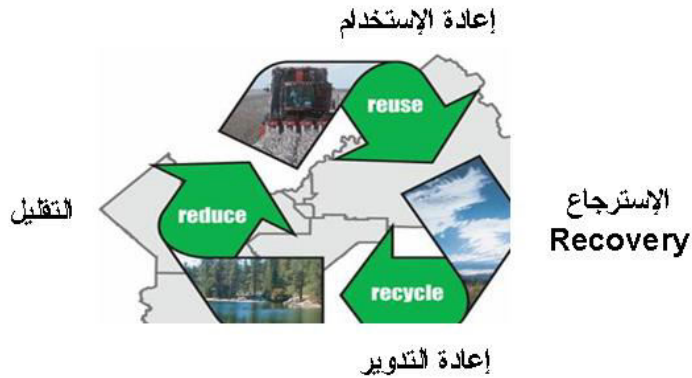 إعادة الإستخدام
reuse
التقليل
reduce
الإسترجاع
Recovery
recycle
إعادة التدوير